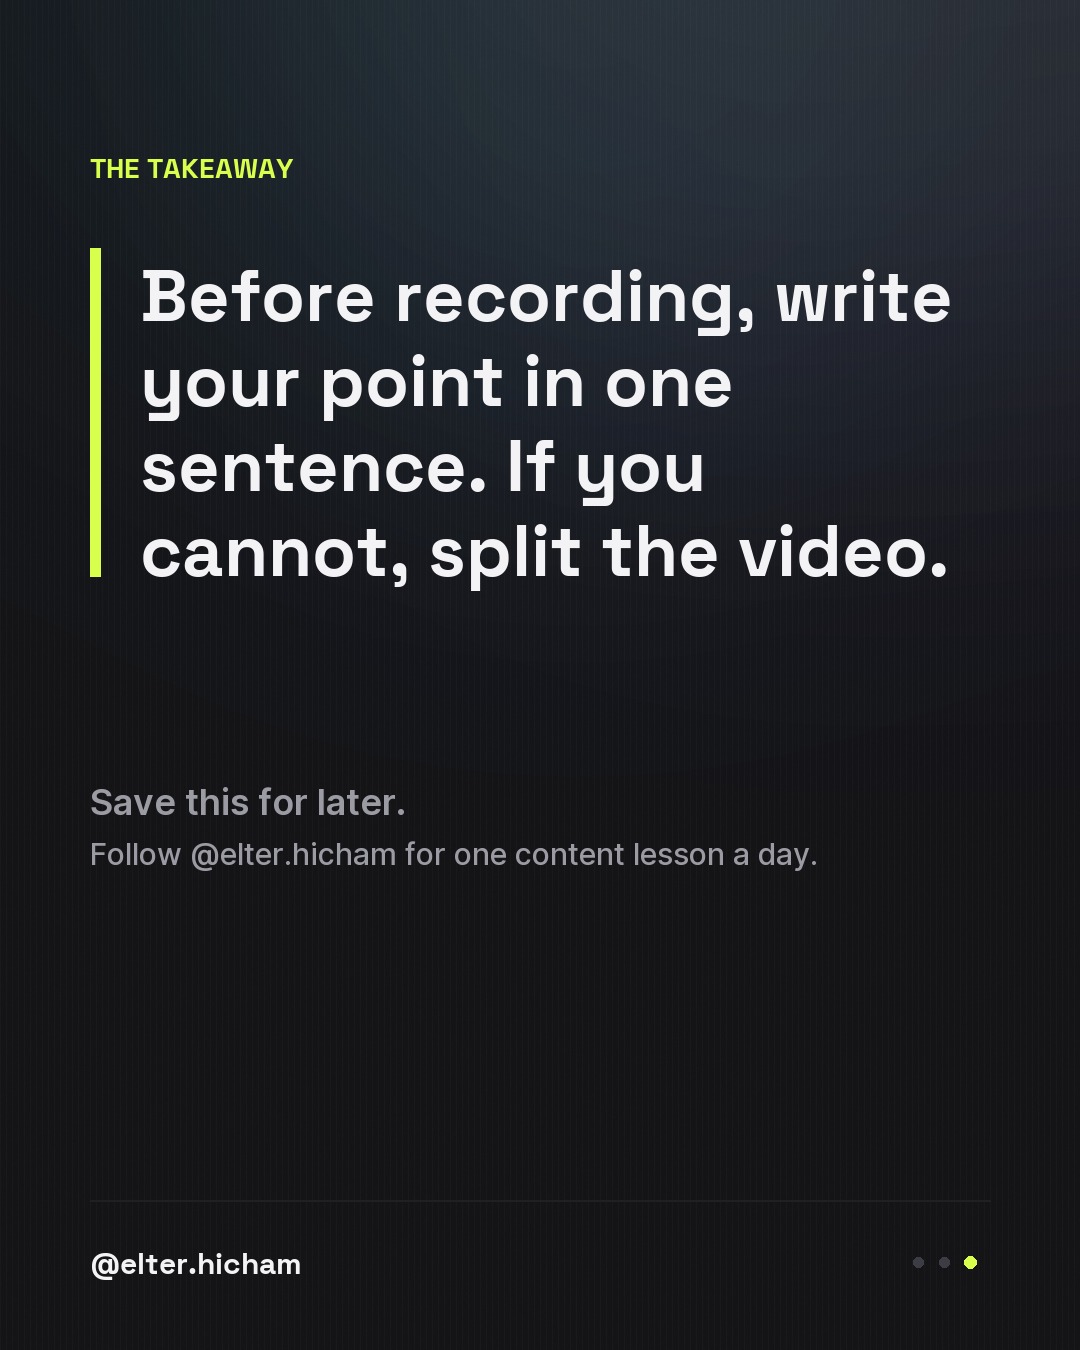 THE TAKEAWAY
Before recording, write
your point in one
sentence. If you
cannot, split the video.
Save this for later.
Follow @elter.hicham for one content lesson a day.
@elter.hicham